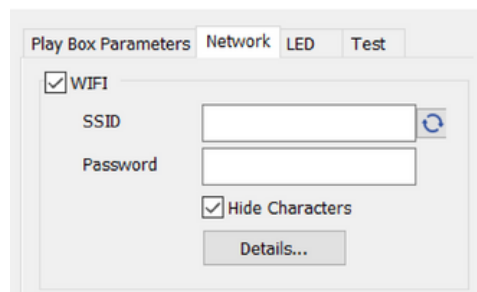 Play Box Parameters Network LED Test
WIFI
SSID
Password
Hide Characters
Details...